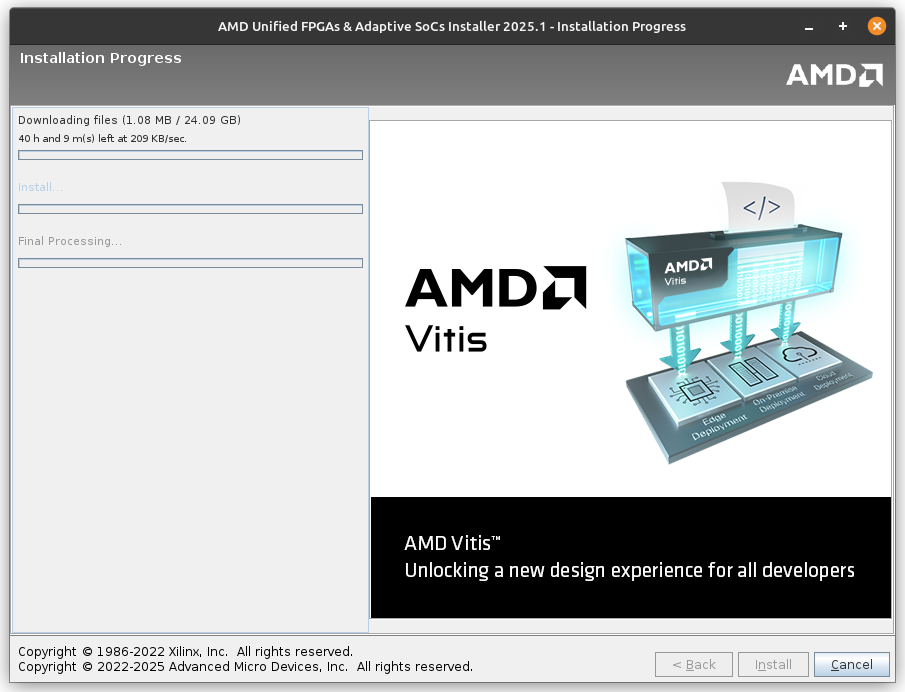 AMD Unified FPGAs & Adaptive SoCs Installer 2025.1 - Installation Progress
Installation Progress
AMD
Downloading files (1.08 MB / 24.09 GB)
40 h and 9 m(s) left at 209 KB/sec.
Install...
Final Processing...
</>
AMD
Vitis
AMD
Vitis
Edge
Deployment
On-Premise
Deployment
Cloud
Deployment
AMD Vitis™
Unlocking a new design experience for all developers
Copyright © 1986-2022 Xilinx, Inc.  All rights reserved.
Copyright © 2022-2025 Advanced Micro Devices, Inc.  All rights reserved.
< Back
Install
Cancel